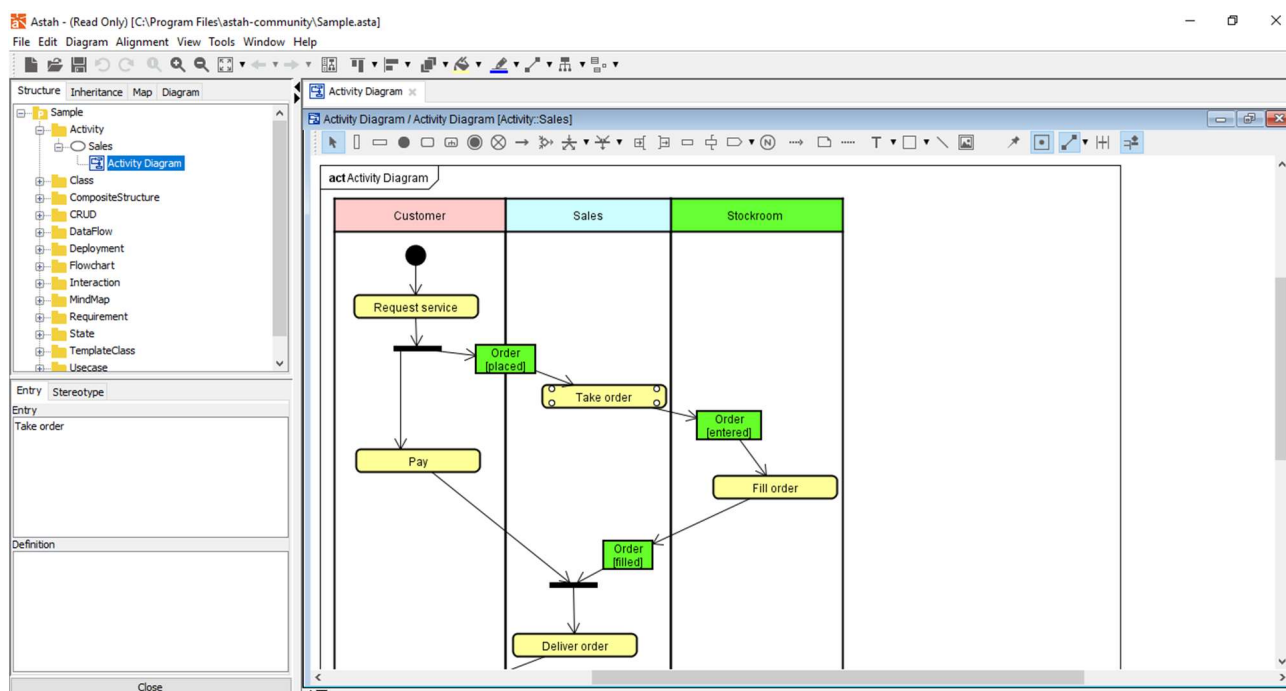 Astah - (Read Only) [C:\Program Files\astah-community\Sample.asta]
File Edit Diagram Alignment View Tools Window Help
Structure Inheritance Map Diagram
Sample
Activity
Sales
Activity Diagram
Class
CompositeStructure
CRUD
DataFlow
Deployment
Flowchart
Interaction
MindMap
Requirement
State
TemplateClass
Usecase
Entry Stereotype
Entry
Take order
Definition
Close
Activity Diagram
Activity Diagram / Activity Diagram [Activity::Sales]
T
N
act Activity Diagram
Customer Sales Stockroom
Request service
Order
[placed]
Take order
Order
[entered]
Pay
Fill order
Order
[filled]
Deliver order